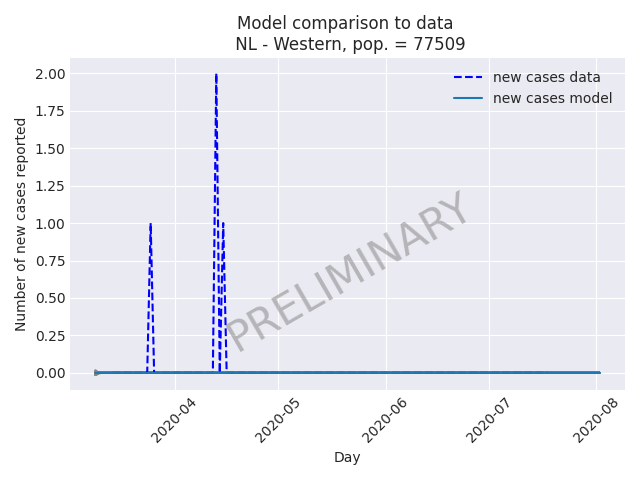 Model comparison to data
NL - Western, pop. = 77509
new cases data
new cases model
2.00
1.75
1.50
1.25
1.00
0.75
0.50
0.25
0.00
Number of new cases reported
PRELIMINARY
2020-04
2020-05
2020-06
2020-07
2020-08
Day